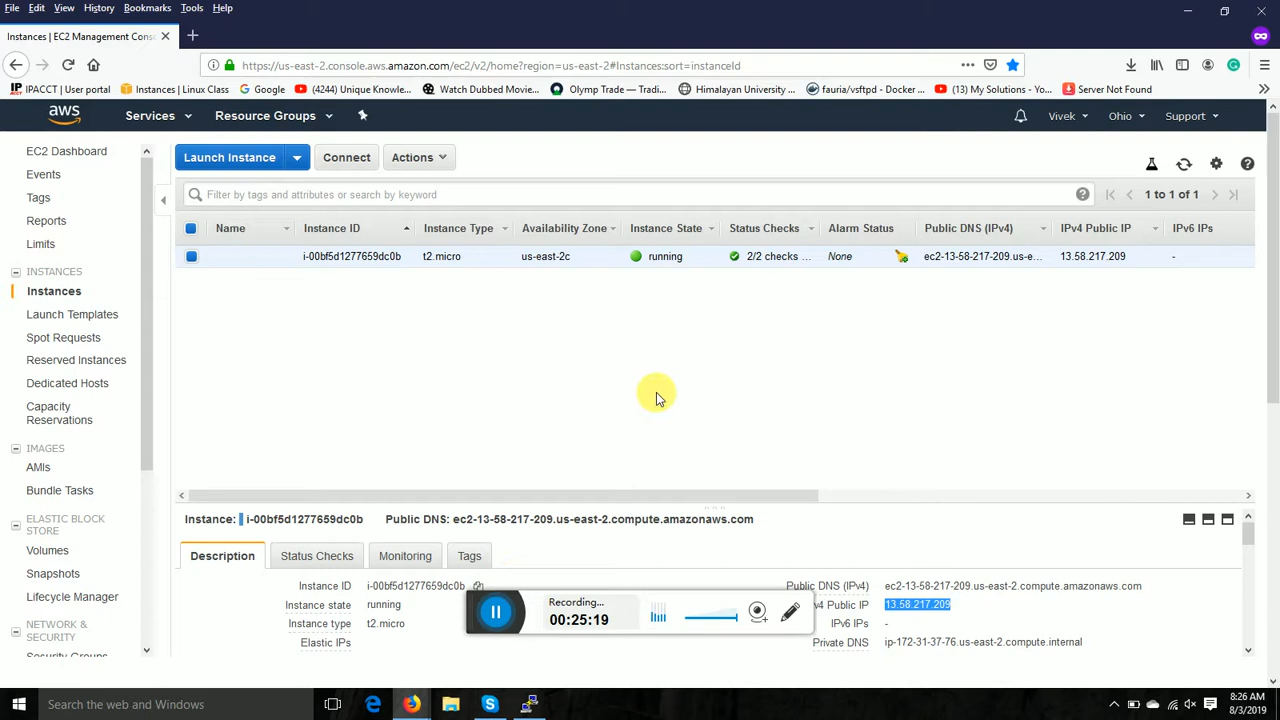 File Edit View History Bookmarks Tools Help
Instances | EC2 Management Cons
https://us-east-2.console.aws.amazon.com/ec2/v2/home?region=us-east-2#Instances:sort=instanceId
IPACCT | User portal Instances | Linux Class Google (4244) Unique Knowle... Watch Dubbed Movie... Olymp Trade — Tradi... Himalayan University ... fauria/vsftpd - Docker ... (13) My Solutions - Yo... Server Not Found
aws Services Resource Groups Vivek Ohio Support
EC2 Dashboard
Events
Tags
Reports
Limits
INSTANCES
Instances
Launch Templates
Spot Requests
Reserved Instances
Dedicated Hosts
Capacity
Reservations
IMAGES
AMIs
Bundle Tasks
ELASTIC BLOCK
STORE
Volumes
Snapshots
Lifecycle Manager
NETWORK &
SECURITY
Security Groups
Launch Instance Connect Actions
Filter by tags and attributes or search by keyword 1 to 1 of 1
Name Instance ID Instance Type Availability Zone Instance State Status Checks Alarm Status Public DNS (IPv4) IPv4 Public IP IPv6 IPs
i-00bf5d1277659dc0b t2.micro us-east-2c running 2/2 checks ... None ec2-13-58-217-209.us-e... 13.58.217.209 -
Instance: i-00bf5d1277659dc0b Public DNS: ec2-13-58-217-209.us-east-2.compute.amazonaws.com
Description Status Checks Monitoring Tags
Instance ID i-00bf5d1277659dc0b Public DNS (IPv4) ec2-13-58-217-209.us-east-2.compute.amazonaws.com
Instance state running v4 Public IP 13.58.217.209
Instance type t2.micro IPv6 IPs -
Elastic IPs Private DNS ip-172-31-37-76.us-east-2.compute.internal
Recording...
00:25:19
Search the web and Windows
8:26 AM
8/3/2019